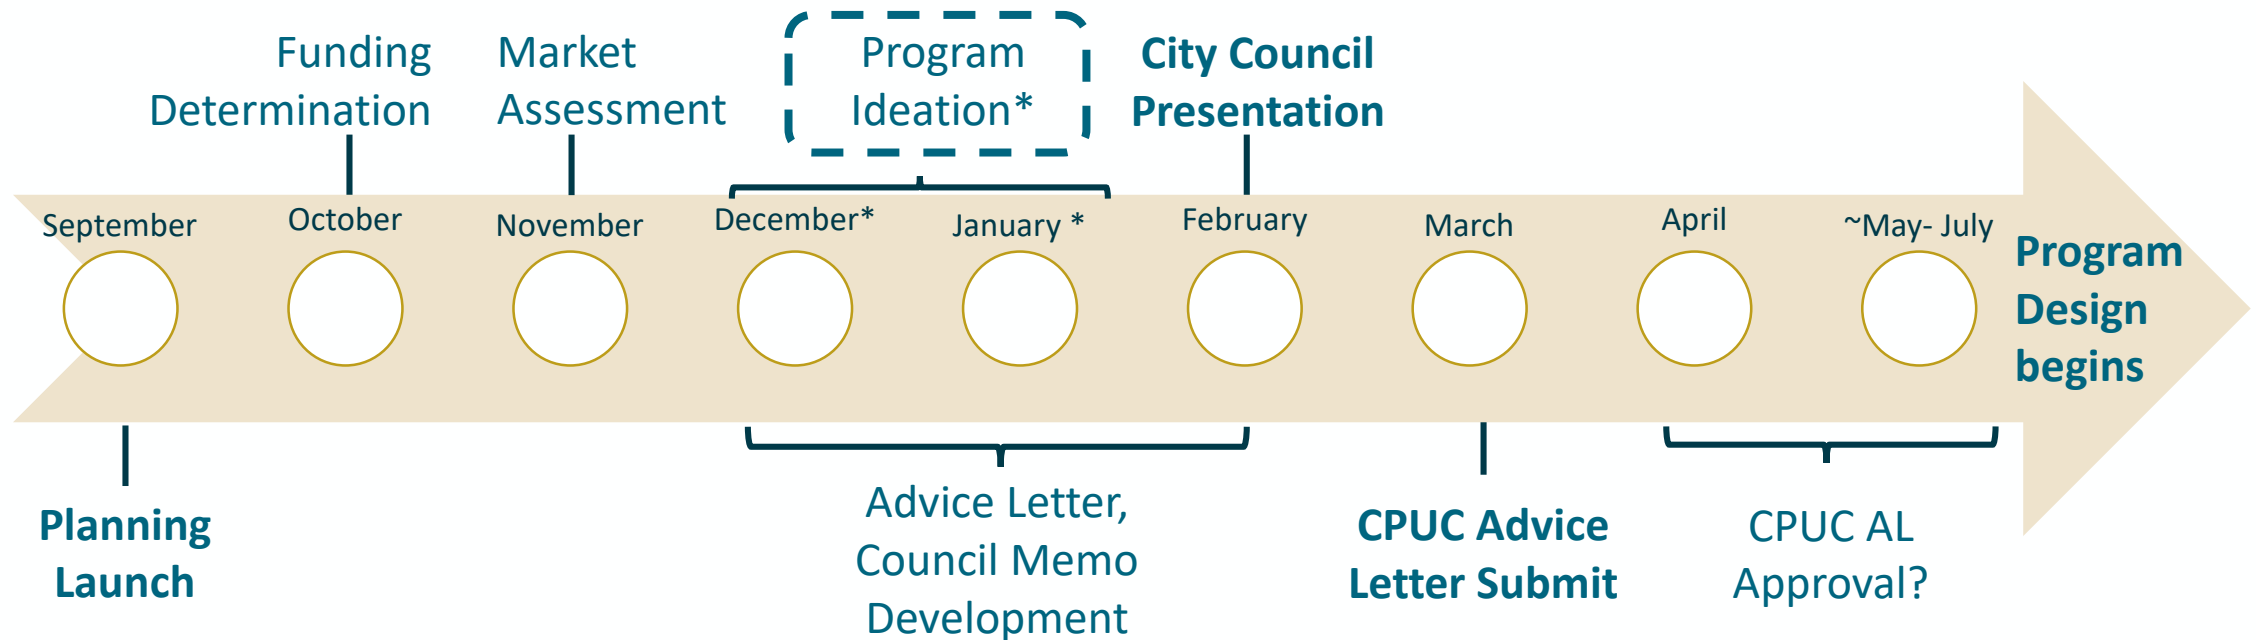 Funding
Determination
Market
Assessment
Program
Ideation*
City Council
Presentation
September
October
November
December*
January *
February
March
April
~May- July
Program
Design
begins
Planning
Launch
Advice Letter,
Council Memo
Development
CPUC Advice
Letter Submit
CPUC AL
Approval?